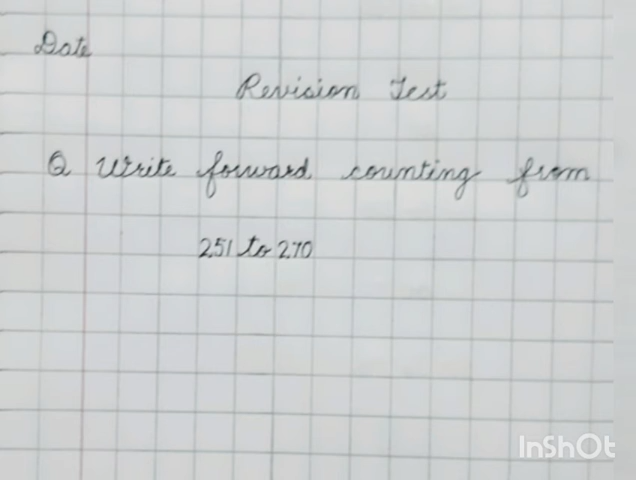 Date
Revision Test
Q Write forward counting from
251 to 270
InShOt